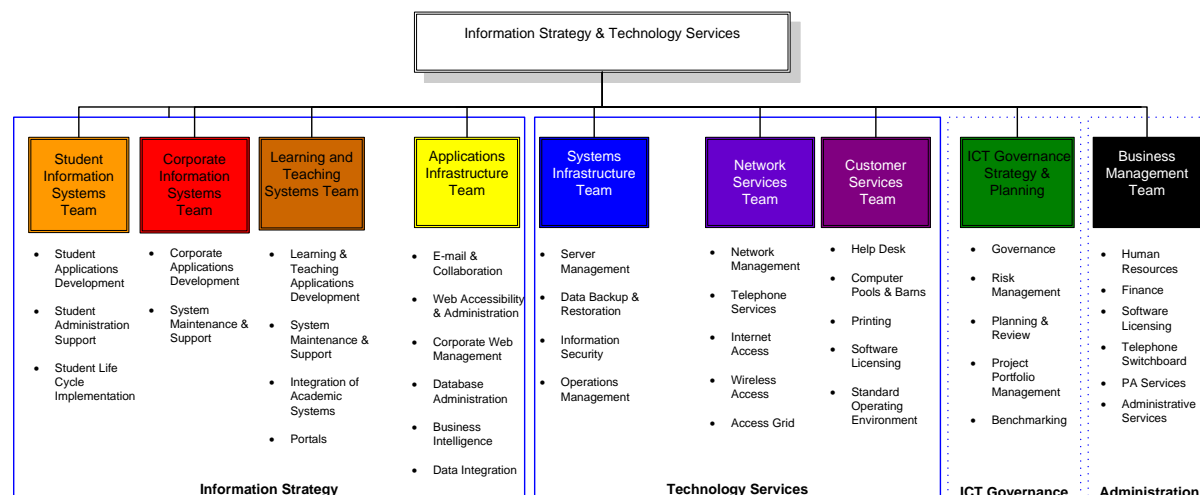 Information Strategy & Technology Services
Student
Information
Systems
Team
Corporate
Information
Systems
Team
Learning and
Teaching
Systems Team
Applications
Infrastructure
Team
Systems
Infrastructure
Team
Network
Services
Team
Customer
Services
Team
ICT Governance
Strategy &
Planning
Business
Management
Team
• Student
Applications
Development
• Student
Administration
Support
• Student Life
Cycle
Implementation
• Corporate
Applications
Development
• System
Maintenance &
Support
• Learning &
Teaching
Applications
Development
• System
Maintenance &
Support
• Integration of
Academic
Systems
• Portals
• E-mail &
Collaboration
• Web Accessibility
& Administration
• Corporate Web
Management
• Database
Administration
• Business
Intelligence
• Data Integration
• Server
Management
• Data Backup &
Restoration
• Information
Security
• Operations
Management
• Network
Management
• Telephone
Services
• Internet
Access
• Wireless
Access
• Access Grid
• Help Desk
• Computer
Pools & Barns
• Printing
• Software
Licensing
• Standard
Operating
Environment
• Governance
• Risk
Management
• Planning &
Review
• Project
Portfolio
Management
• Benchmarking
• Human
Resources
• Finance
• Software
Licensing
• Telephone
Switchboard
• PA Services
• Administrative
Services
Information Strategy
Technology Services
ICT Governance
Administration